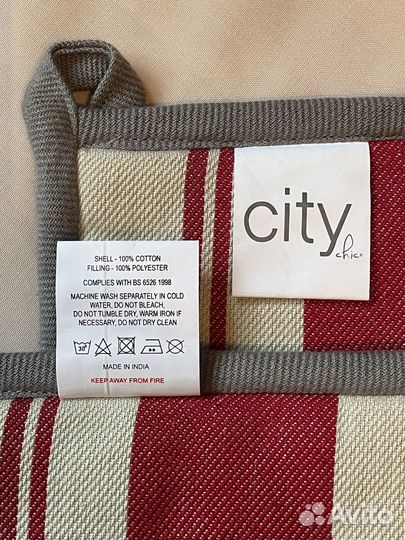 city
chic
SHELL - 100% COTTON
FILLING - 100% POLYESTER
COMPLIES WITH BS 6526 1998
MACHINE WASH SEPARATELY IN COLD
WATER, DO NOT BLEACH,
DO NOT TUMBLE DRY, WARM IRON IF
NECESSARY, DO NOT DRY CLEAN
30°
MADE IN INDIA
KEEP AWAY FROM FIRE
Avito